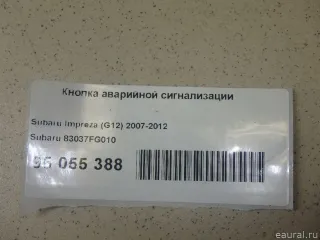 Кнопка аварийной сигнализации
Subaru Impreza (G12) 2007-2012
Subaru 83037FG010
95 055 388
eaural.ru